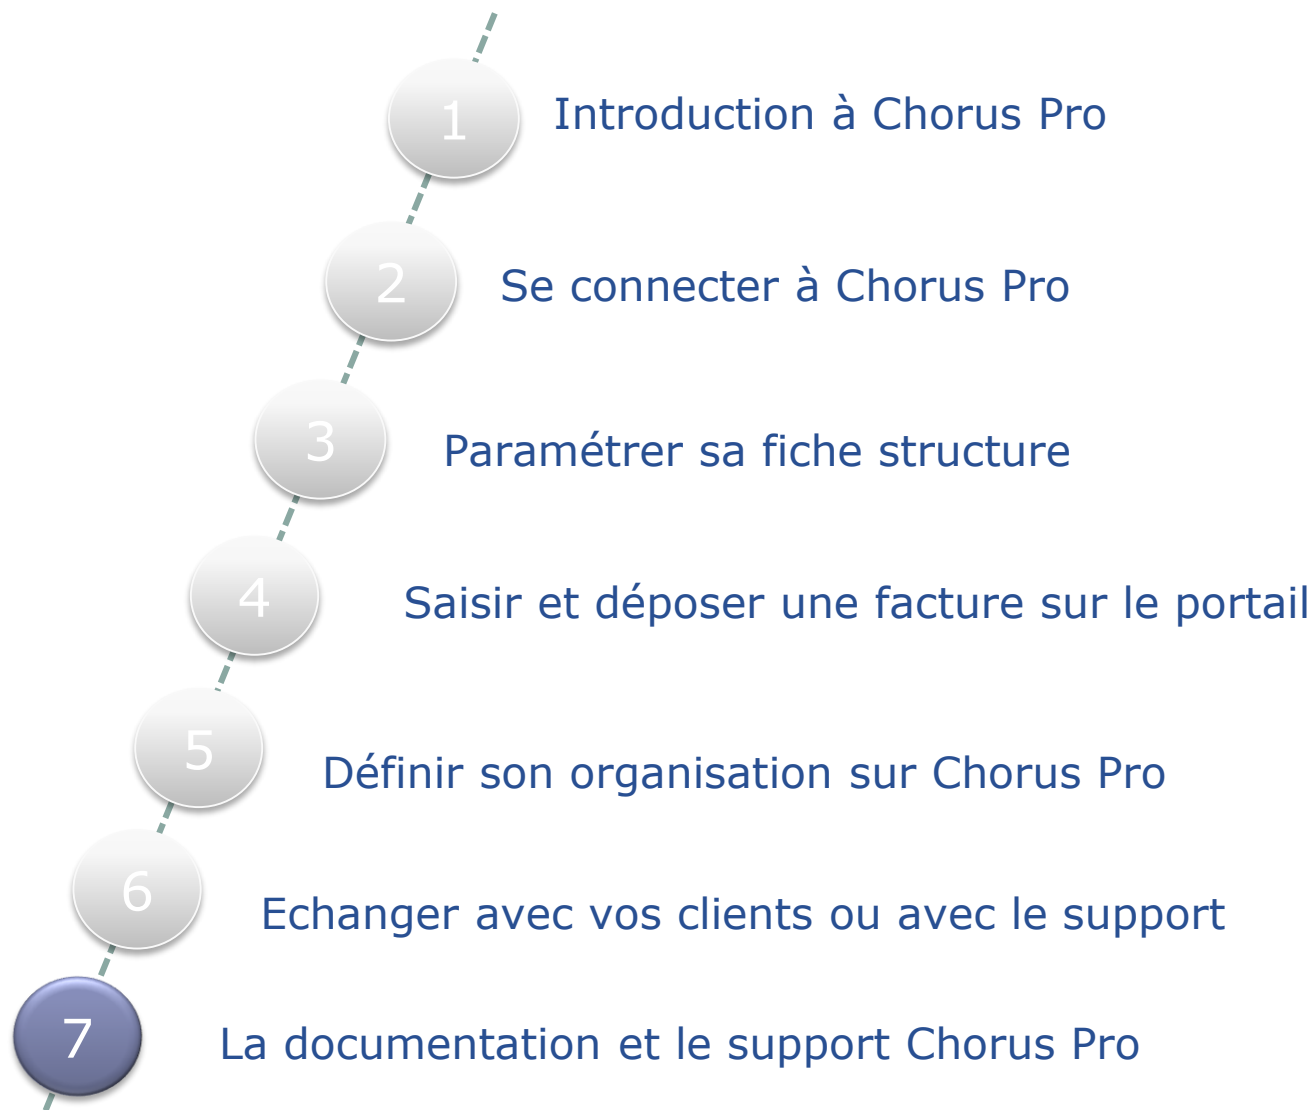 1 Introduction à Chorus Pro
2 Se connecter à Chorus Pro
3 Paramétrer sa fiche structure
4 Saisir et déposer une facture sur le portail
5 Définir son organisation sur Chorus Pro
6 Echanger avec vos clients ou avec le support
7 La documentation et le support Chorus Pro